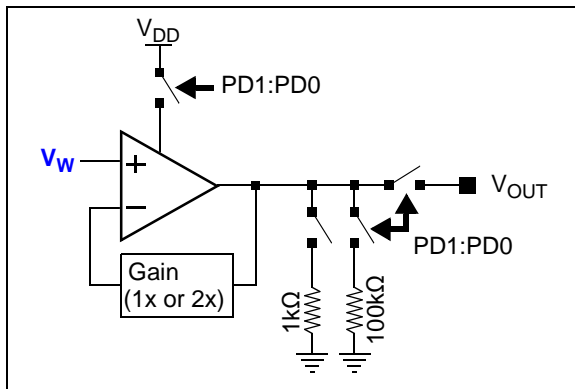 VDD
PD1:PD0
VW
+
VOUT
−
PD1:PD0
Gain
(1x or 2x)
1kΩ
100kΩ